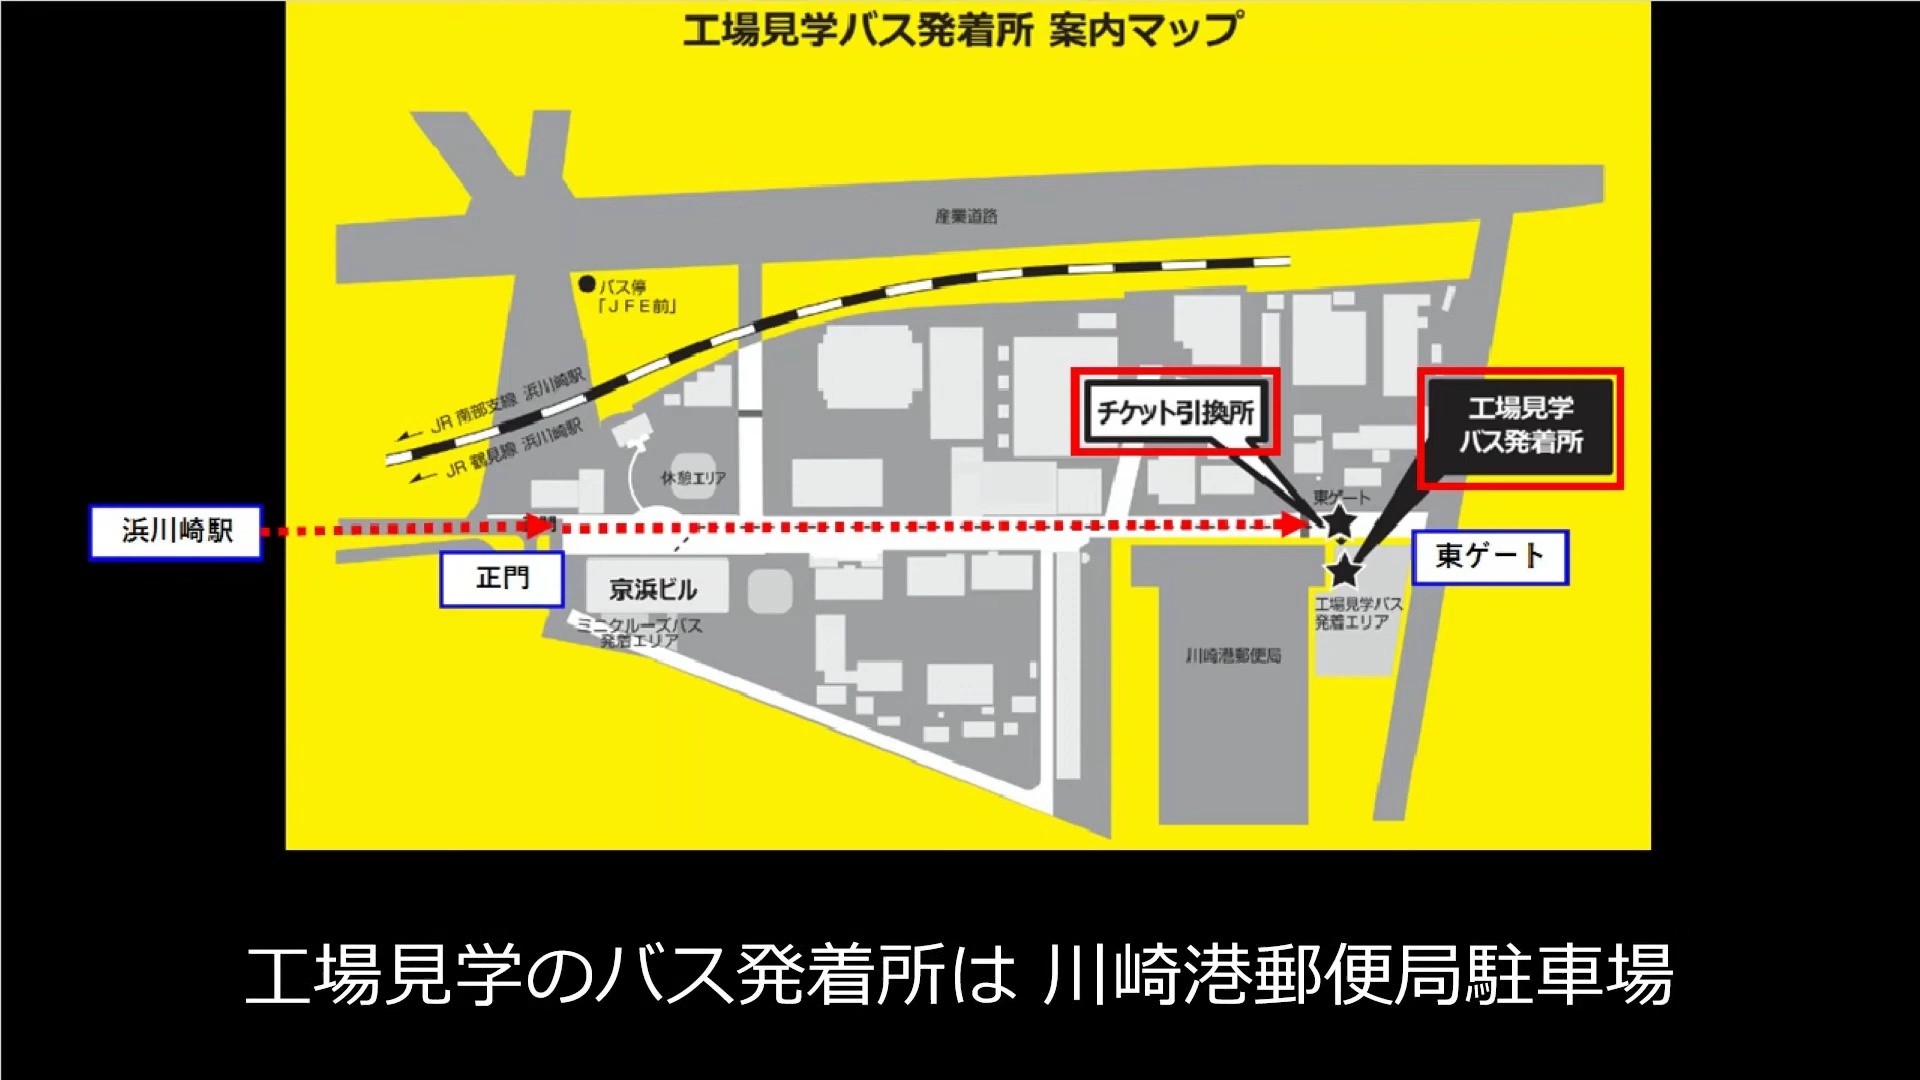 工場見学バス発着所 案内マップ
産業道路
バス停
「JFE前」
JR 南部支線 浜川崎駅
JR 鶴見線 浜川崎駅
チケット引換所
工場見学
バス発着所
休憩エリア
東ゲート
浜川崎駅
正門
東ゲート
京浜ビル
ミニクルーズバス
発着エリア
工場見学バス
発着エリア
川崎港郵便局
工場見学のバス発着所は 川崎港郵便局駐車場